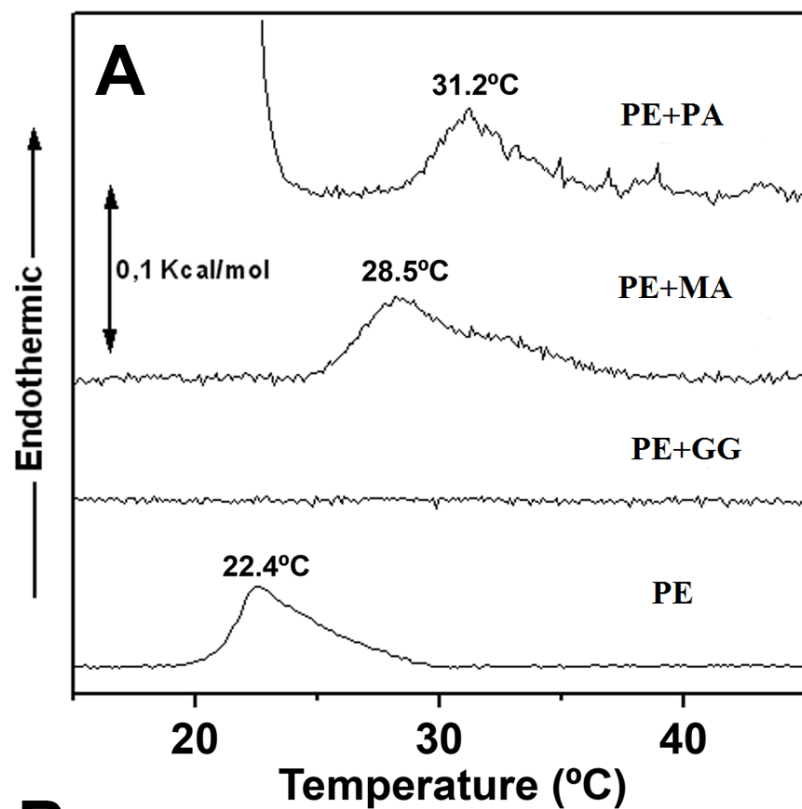 A
31.2ºC
PE+PA
0,1 Kcal/mol
28.5ºC
PE+MA
Endothermic
PE+GG
22.4ºC
PE
20 30 40
Temperature (ºC)